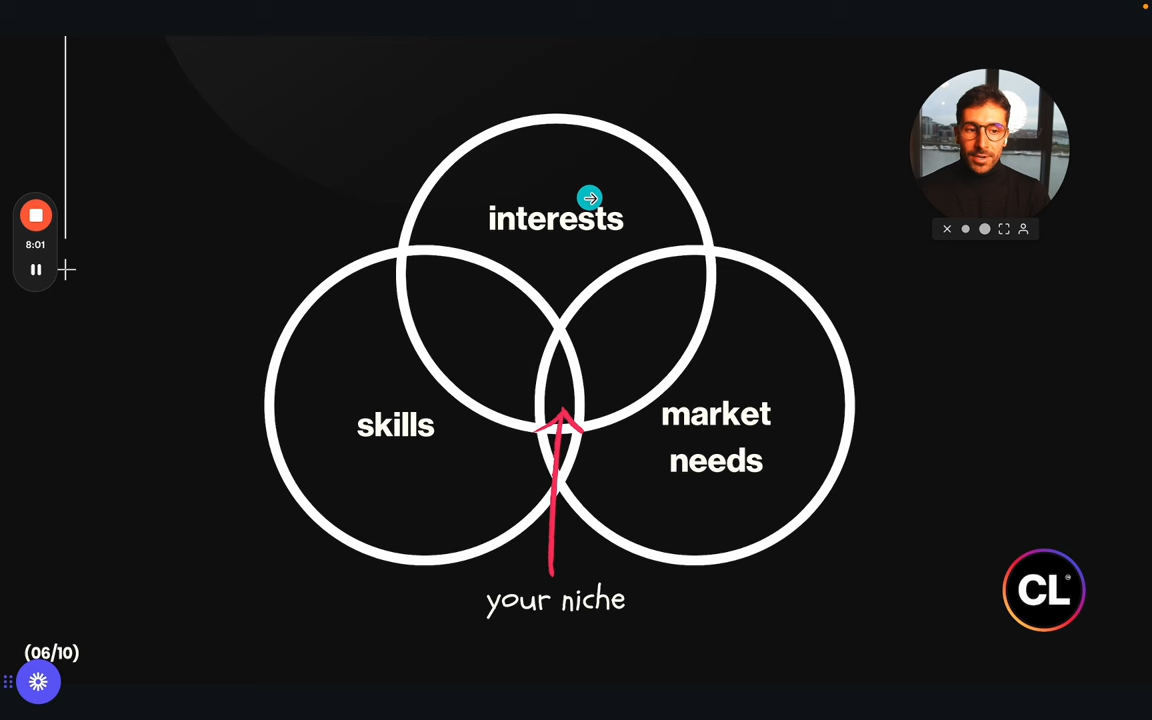 interests
8:01
skills
market
needs
your niche
CL
(06/10)